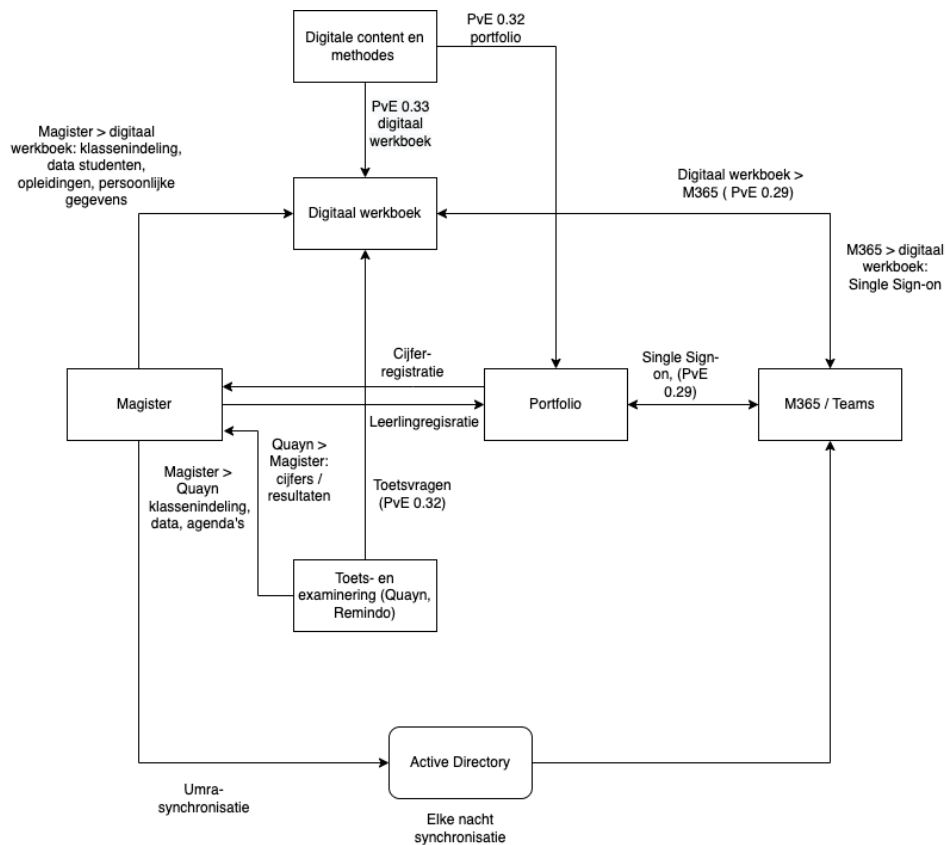 Digitale content en
methodes
PvE 0.32
portfolio
PvE 0.33
digitaal
werkboek
Magister > digitaal
werkboek: klassenindeling,
data studenten,
opleidingen, persoonlijke
gegevens
Digitaal werkboek
Digitaal werkboek >
M365 ( PvE 0.29)
M365 > digitaal
werkboek:
Single Sign-on
Cijfer-
registratie
Single Sign-
on, (PvE
0.29)
Magister
Portfolio
M365 / Teams
Leerlingregisratie
Magister >
Quayn
klassenindeling,
data, agenda's
Quayn >
Magister:
cijfers /
resultaten
Toetsvragen
(PvE 0.32)
Toets- en
examinering (Quayn,
Remindo)
Active Directory
Umra-
synchronisatie
Elke nacht
synchronisatie